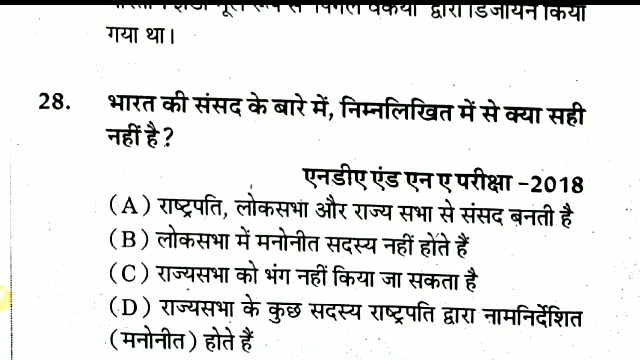 द्वारा डिजायन किया
गया था।
28. भारत की संसद के बारे में, निम्नलिखित में से क्या सही
नहीं है?
एनडीए एंड एन ए परीक्षा -2018
(A) राष्ट्रपति, लोकसभा और राज्य सभा से संसद बनती है
(B) लोकसभा में मनोनीत सदस्य नहीं होते हैं
(C) राज्यसभा को भंग नहीं किया जा सकता है
(D) राज्यसभा के कुछ सदस्य राष्ट्रपति द्वारा नामनिर्देशित
(मनोनीत) होते हैं